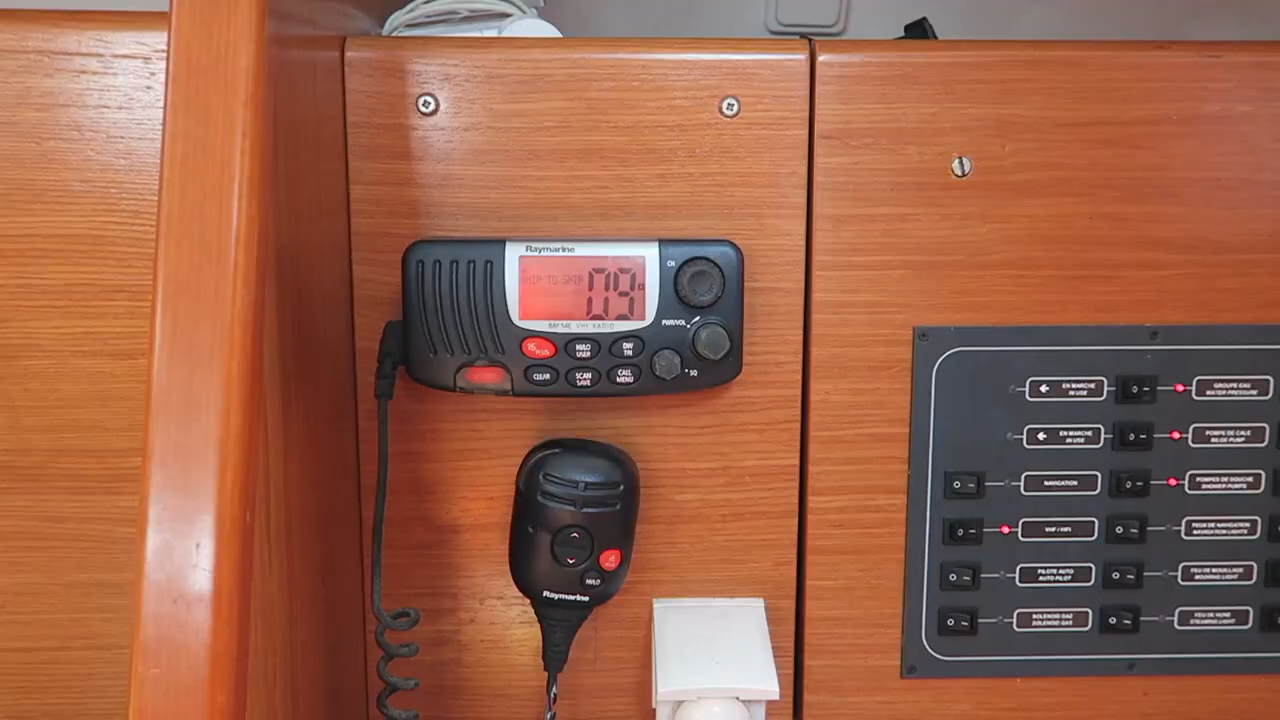 Raymarine
CH
SHIP TO SHIP 09
RAY54E VHF RADIO
PWR/VOL
16 PLUS
HI/LO
USER
DW
TRI
CLEAR
SCAN
SAVE
CALL
MENU
SQ
HI/LO
Raymarine
EN MARCHE
IN USE
GROUPE EAU
WATER PRESSURE
EN MARCHE
IN USE
POMPE DE CALE
BILGE PUMP
NAVIGATION
POMPES DE DOUCHE
SHOWER PUMPS
VHF / HIFI
FEUX DE NAVIGATION
NAVIGATION LIGHTS
PILOTE AUTO
AUTO PILOT
FEU DE MOUILLAGE
MOORING LIGHT
SOLENOID GAZ
SOLENOID GAS
FEU DE HUNE
STEAMING LIGHT